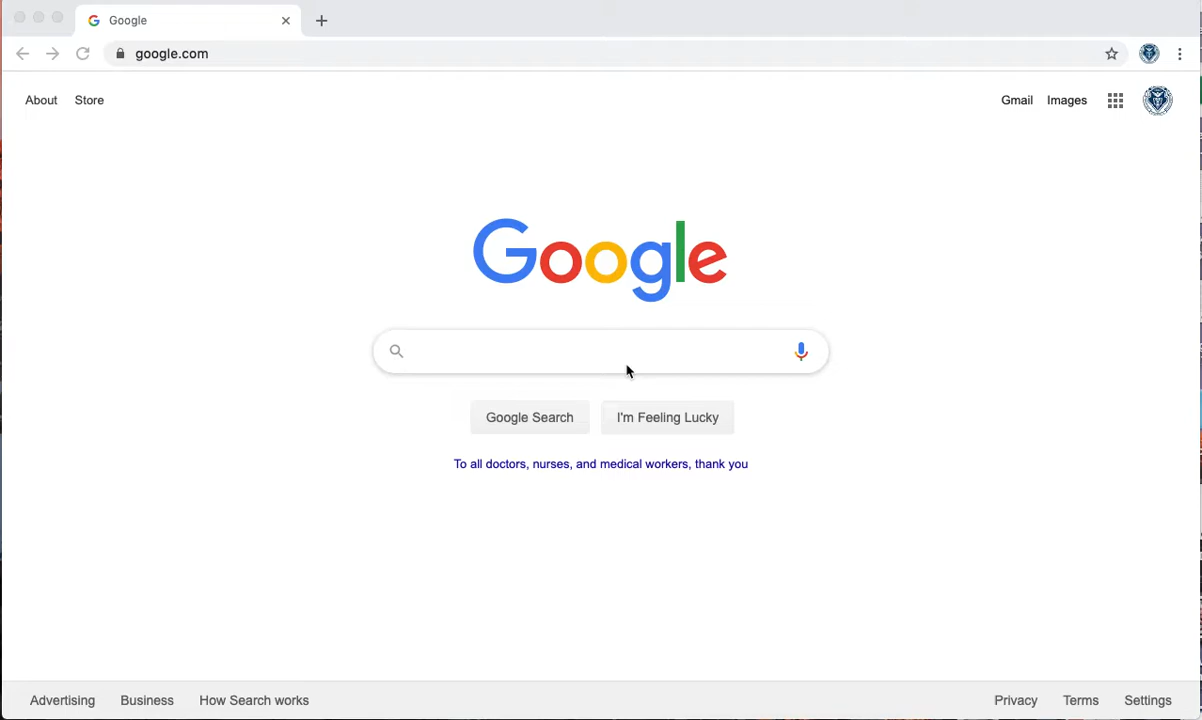 Google
google.com
About Store
Gmail Images
Google
Google Search I'm Feeling Lucky
To all doctors, nurses, and medical workers, thank you
Advertising Business How Search works
Privacy Terms Settings